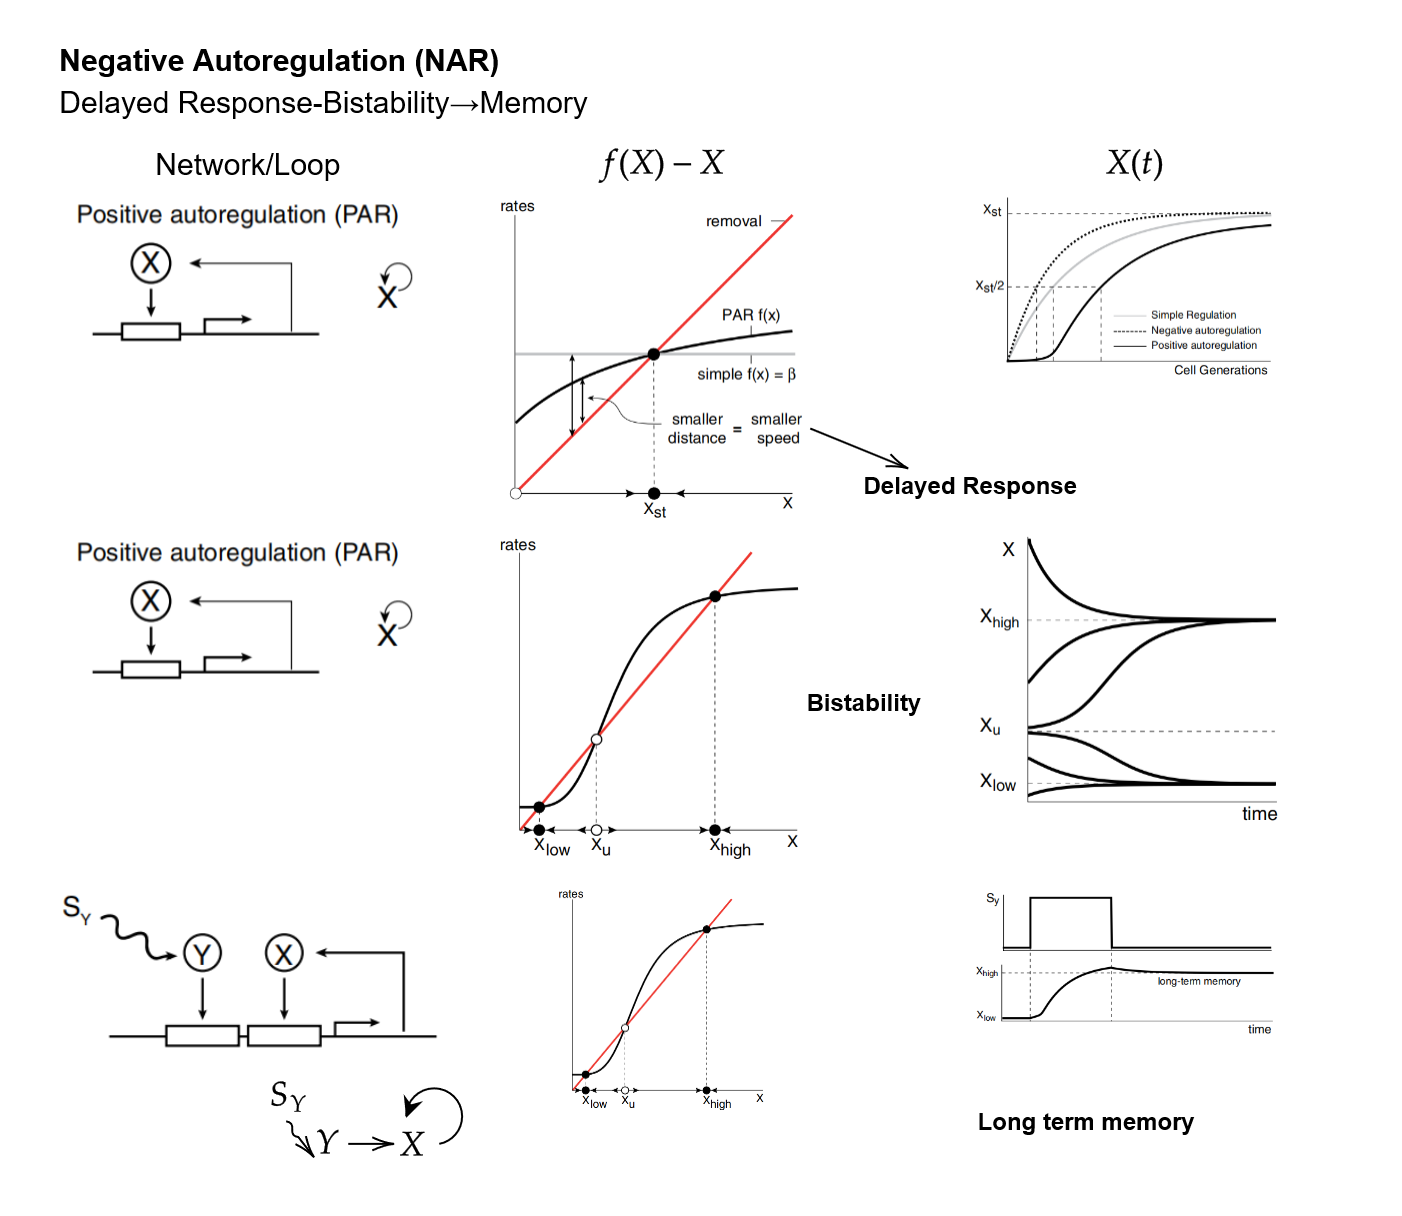 Negative Autoregulation (NAR)
Delayed Response-Bistability→Memory
Network/Loop
f(X) – X
X(t)
Positive autoregulation (PAR)
X
X
rates
removal
PAR f(x)
simple f(x) = β
smaller distance = smaller speed
Xst
X
Delayed Response
Xst
Xst/2
Simple Regulation
Negative autoregulation
Positive autoregulation
Cell Generations
Positive autoregulation (PAR)
X
X
rates
Xlow
Xu
Xhigh
X
Bistability
X
Xhigh
Xu
Xlow
time
SY
Y
X
SY
Y → X
rates
Xlow
Xu
Xhigh
X
Sy
Xhigh
long-term memory
Xlow
time
Long term memory